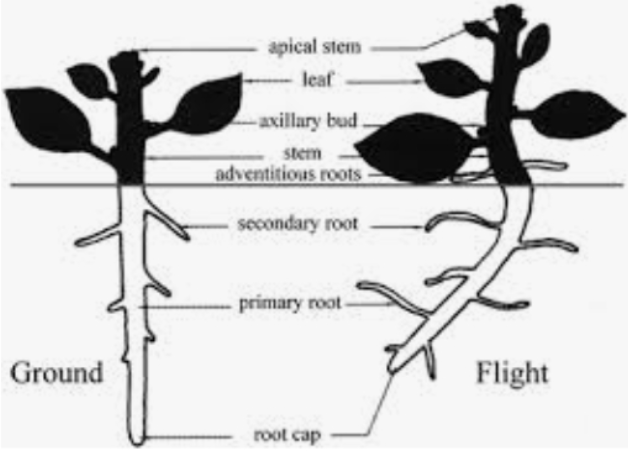 apical stem
leaf
axillary bud
stem
adventitious roots
secondary root
primary root
Ground
Flight
root cap